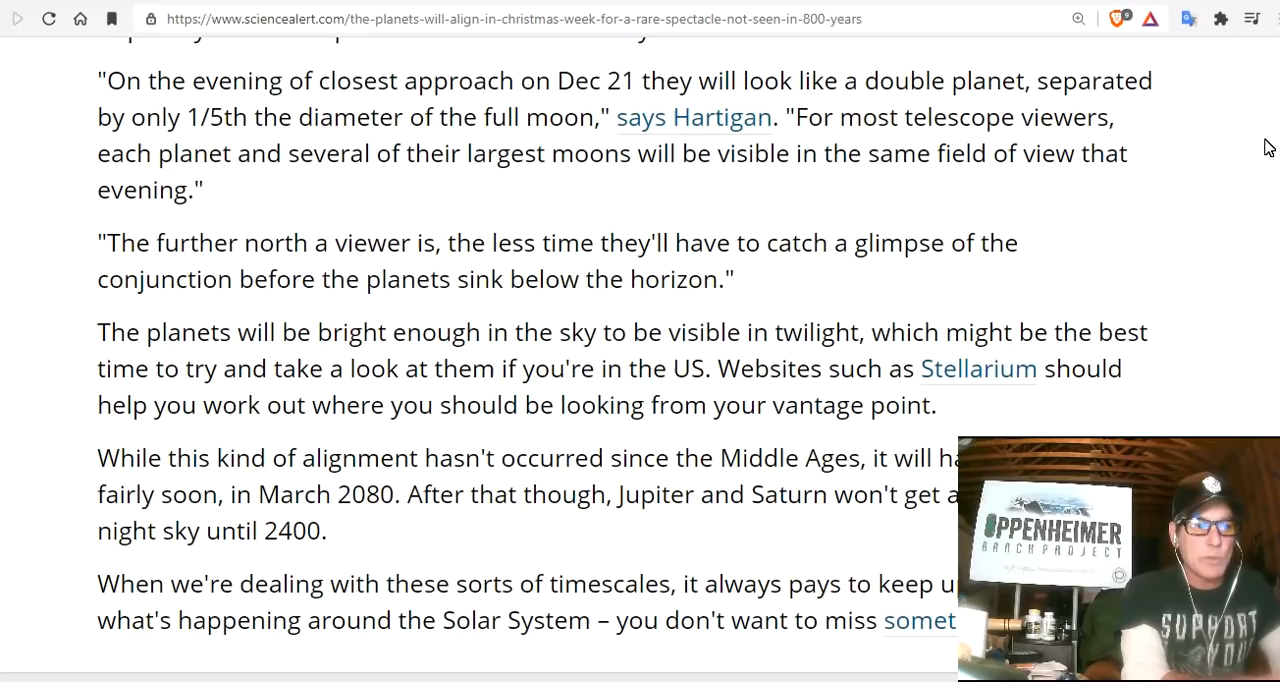 https://www.sciencealert.com/the-planets-will-align-in-christmas-week-for-a-rare-spectacle-not-seen-in-800-years
9
"On the evening of closest approach on Dec 21 they will look like a double planet, separated
by only 1/5th the diameter of the full moon," says Hartigan. "For most telescope viewers,
each planet and several of their largest moons will be visible in the same field of view that
evening."
"The further north a viewer is, the less time they'll have to catch a glimpse of the
conjunction before the planets sink below the horizon."
The planets will be bright enough in the sky to be visible in twilight, which might be the best
time to try and take a look at them if you're in the US. Websites such as Stellarium should
help you work out where you should be looking from your vantage point.
While this kind of alignment hasn't occurred since the Middle Ages, it will
fairly soon, in March 2080. After that though, Jupiter and Saturn won't get
night sky until 2400.
When we're dealing with these sorts of timescales, it always pays to keep
what's happening around the Solar System – you don't want to miss
OPPENHEIMER
RANCH PROJECT
SUPPORT